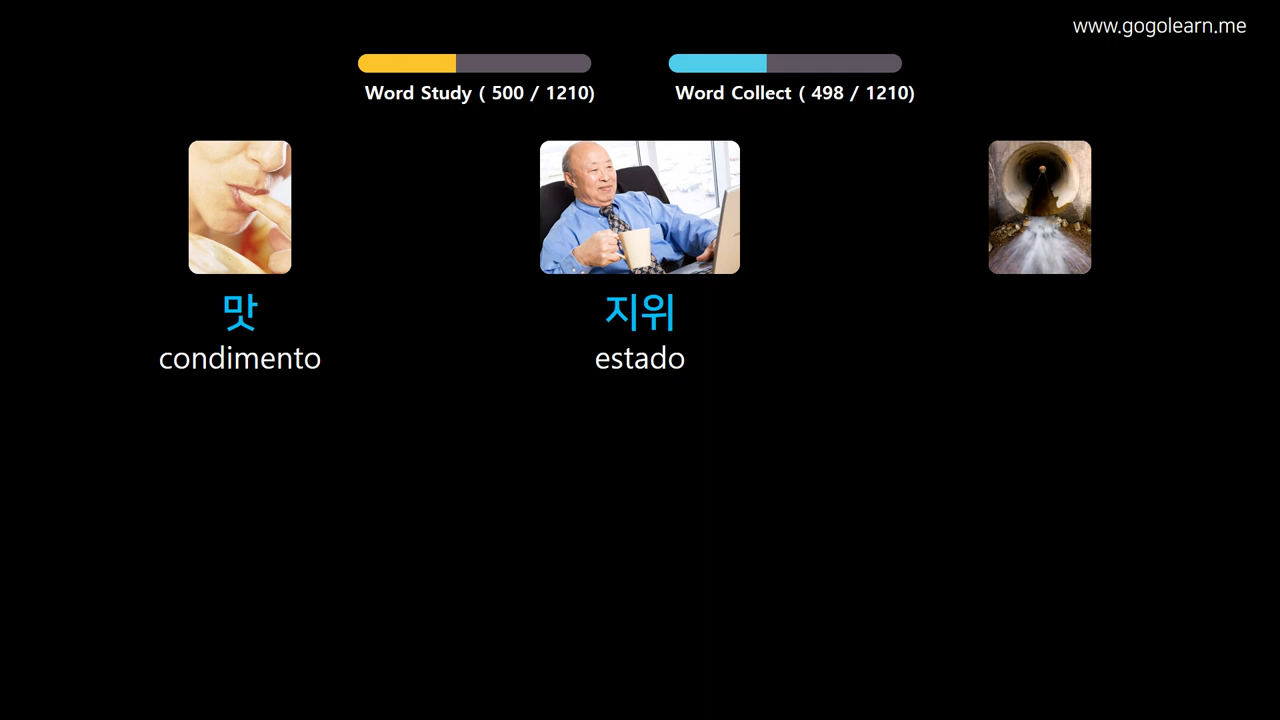 www.gogolearn.me
Word Study ( 500 / 1210)
Word Collect ( 498 / 1210)
맛
condimento
지위
estado